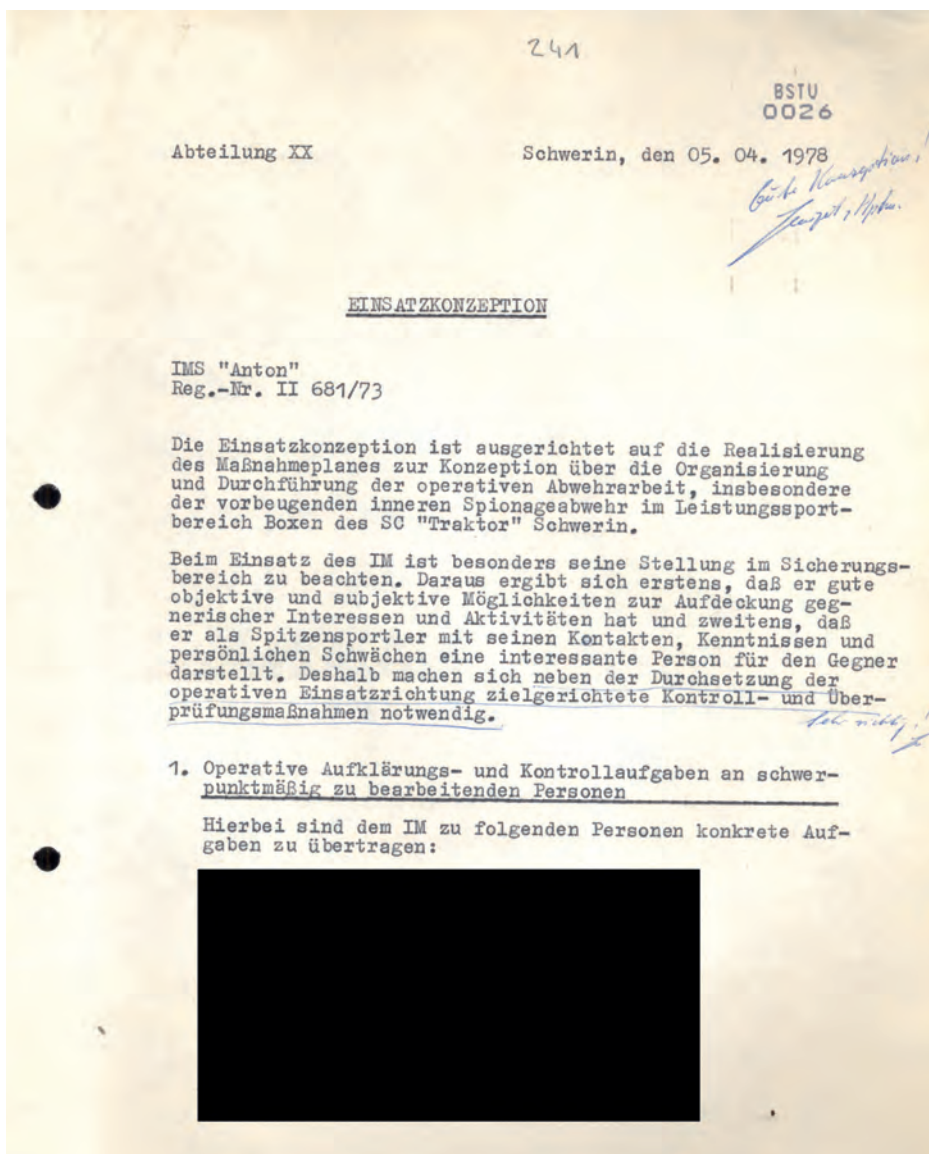 241
BSTU
0026
Abteilung XX
Schwerin, den 05. 04. 1978
Gute Konzeption!
Hptm.
EINSATZKONZEPTION
IMS "Anton"
Reg.-Nr. II 681/73
Die Einsatzkonzeption ist ausgerichtet auf die Realisierung
des Maßnahmeplanes zur Konzeption über die Organisierung
und Durchführung der operativen Abwehrarbeit, insbesondere
der vorbeugenden inneren Spionageabwehr im Leistungssport-
bereich Boxen des SC "Traktor" Schwerin.
Beim Einsatz des IM ist besonders seine Stellung im Sicherungs-
bereich zu beachten. Daraus ergibt sich erstens, daß er gute
objektive und subjektive Möglichkeiten zur Aufdeckung geg-
nerischer Interessen und Aktivitäten hat und zweitens, daß
er als Spitzensportler mit seinen Kontakten, Kenntnissen und
persönlichen Schwächen eine interessante Person für den Gegner
darstellt. Deshalb machen sich neben der Durchsetzung der
operativen Einsatzrichtung zielgerichtete Kontroll- und Über-
prüfungsmaßnahmen notwendig.
Sehr richtig!
1. Operative Aufklärungs- und Kontrollaufgaben an schwer-
punktmäßig zu bearbeitenden Personen
Hierbei sind dem IM zu folgenden Personen konkrete Auf-
gaben zu übertragen: